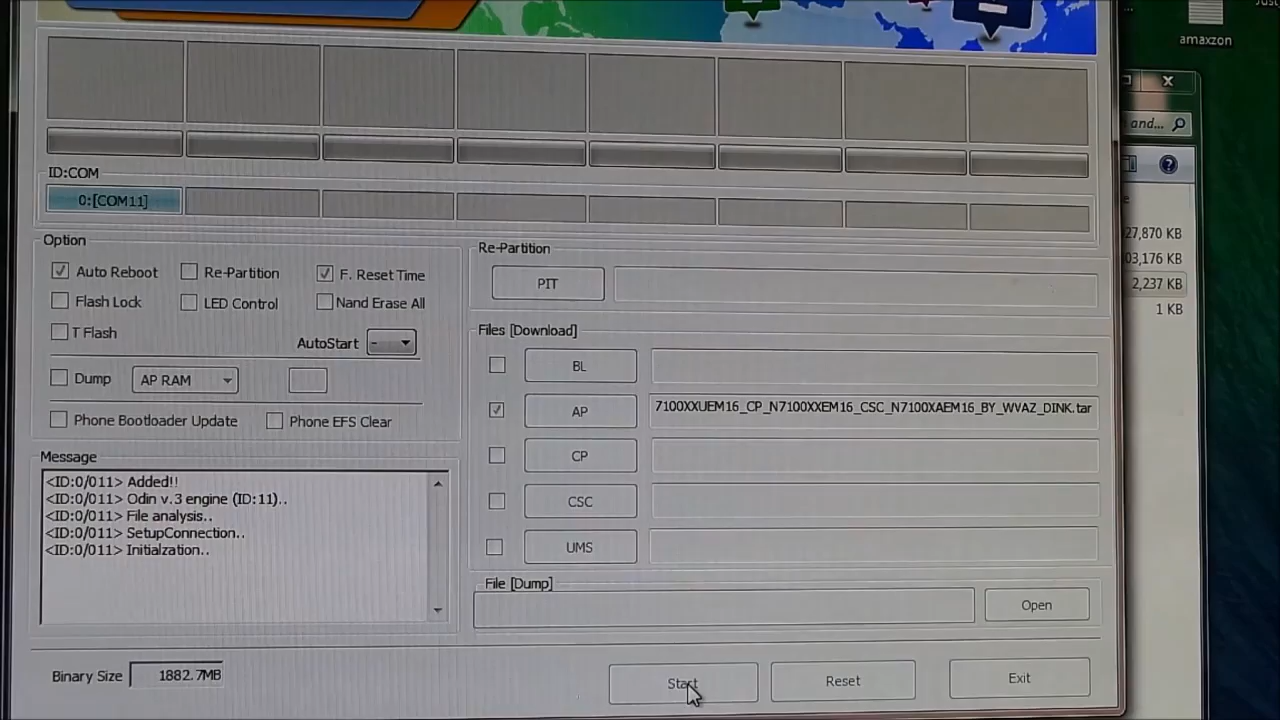 amaxzon
and...
ID:COM
0:[COM11]
Option
Auto Reboot
Re-Partition
F. Reset Time
Flash Lock
LED Control
Nand Erase All
T Flash
AutoStart
-
Dump
AP RAM
Phone Bootloader Update
Phone EFS Clear
Message
<ID:0/011> Added!!
<ID:0/011> Odin v.3 engine (ID:11)..
<ID:0/011> File analysis..
<ID:0/011> SetupConnection..
<ID:0/011> Initialzation..
Binary Size
1882.7MB
Re-Partition
PIT
Files [Download]
BL
AP
7100XXUEM16_CP_N7100XXEM16_CSC_N7100XAEM16_BY_WVAZ_DINK.tar
CP
CSC
UMS
File [Dump]
Open
Start
Reset
Exit
27,870 KB
03,176 KB
2,237 KB
1 KB